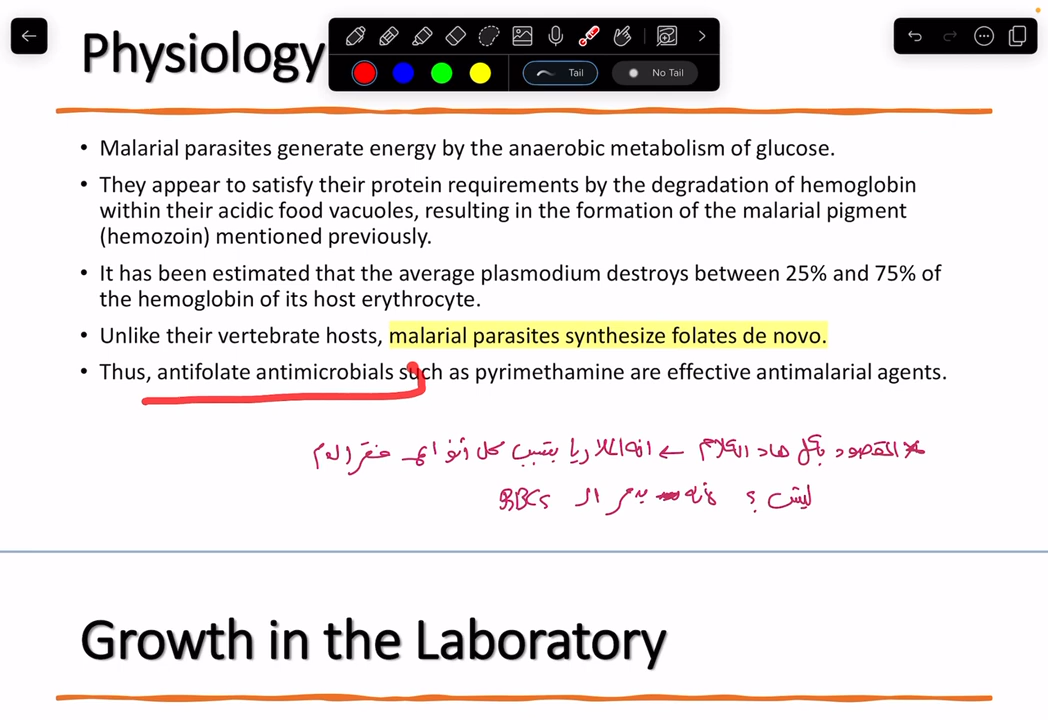 Physiology
Tail
No Tail
• Malarial parasites generate energy by the anaerobic metabolism of glucose.
• They appear to satisfy their protein requirements by the degradation of hemoglobin
within their acidic food vacuoles, resulting in the formation of the malarial pigment
(hemozoin) mentioned previously.
• It has been estimated that the average plasmodium destroys between 25% and 75% of
the hemoglobin of its host erythrocyte.
• Unlike their vertebrate hosts, malarial parasites synthesize folates de novo.
• Thus, antifolate antimicrobials such as pyrimethamine are effective antimalarial agents.
* المقصود بكل هاد الكلام ← انه الملاريا بتسبب كل أنواعها فقر الدم
ليش ؟ لأنه بدمر الـ RBCs
Growth in the Laboratory